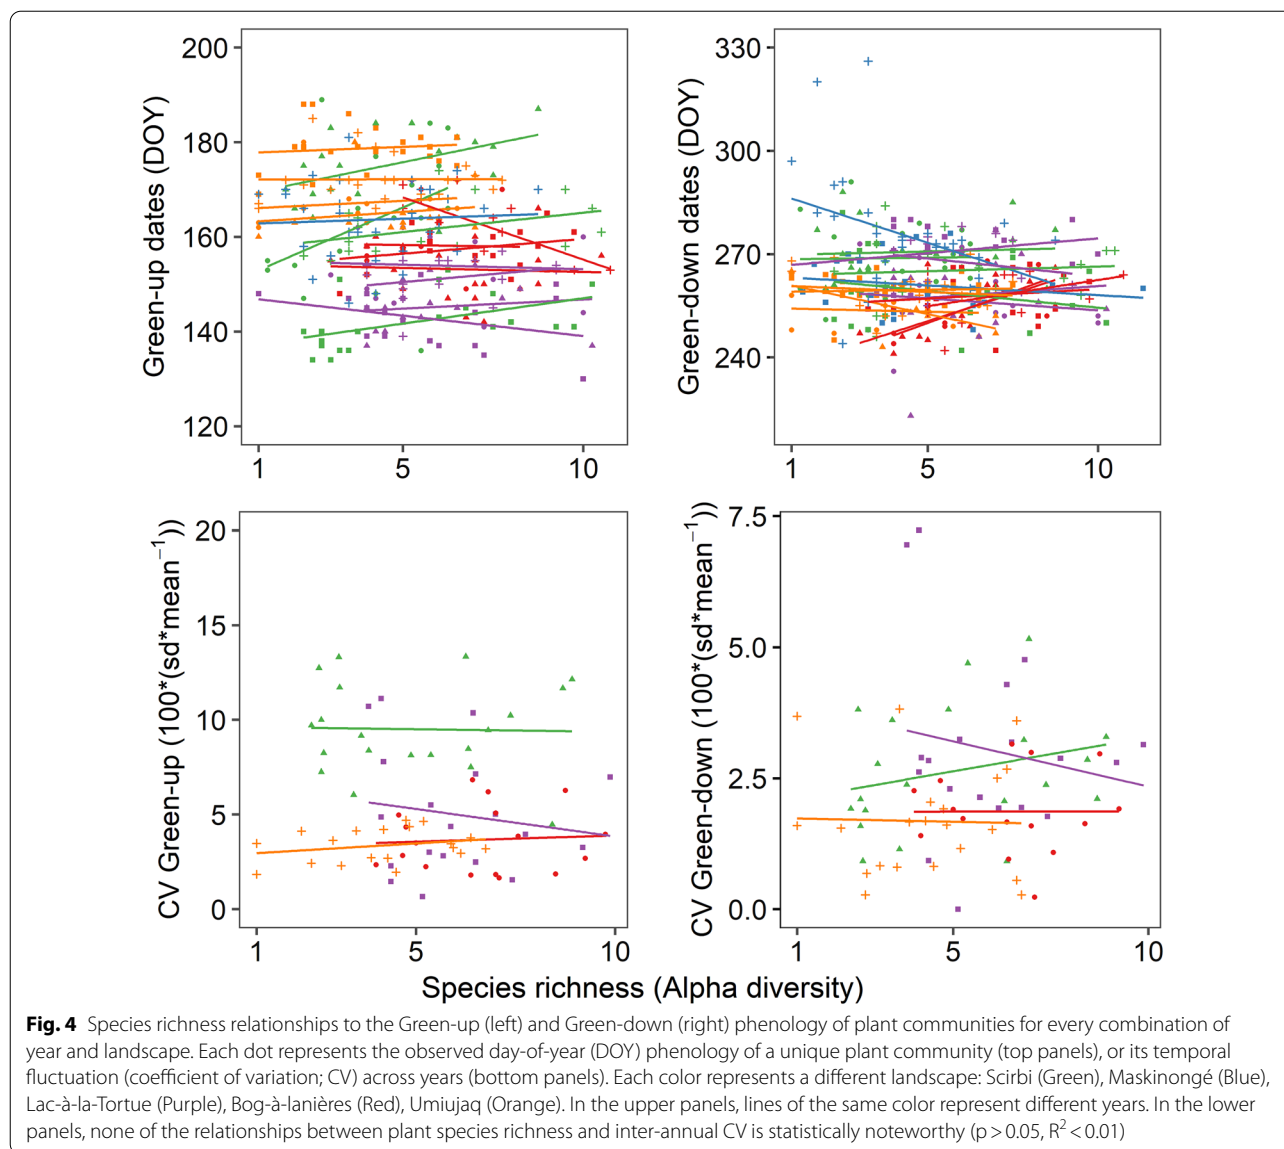 200
180
160
140
120
Green-up dates (DOY)
1 5 10
330
300
270
240
Green-down dates (DOY)
1 5 10
20
15
10
5
0
CV Green-up (100*(sd*mean⁻¹))
1 5 10
7.5
5.0
2.5
0.0
CV Green-down (100*(sd*mean⁻¹))
1 5 10
Species richness (Alpha diversity)
Fig. 4 Species richness relationships to the Green-up (left) and Green-down (right) phenology of plant communities for every combination of
year and landscape. Each dot represents the observed day-of-year (DOY) phenology of a unique plant community (top panels), or its temporal
fluctuation (coefficient of variation; CV) across years (bottom panels). Each color represents a different landscape: Scirbi (Green), Maskinongé (Blue),
Lac-à-la-Tortue (Purple), Bog-à-lanières (Red), Umiujaq (Orange). In the upper panels, lines of the same color represent different years. In the lower
panels, none of the relationships between plant species richness and inter-annual CV is statistically noteworthy (p > 0.05, R² < 0.01)